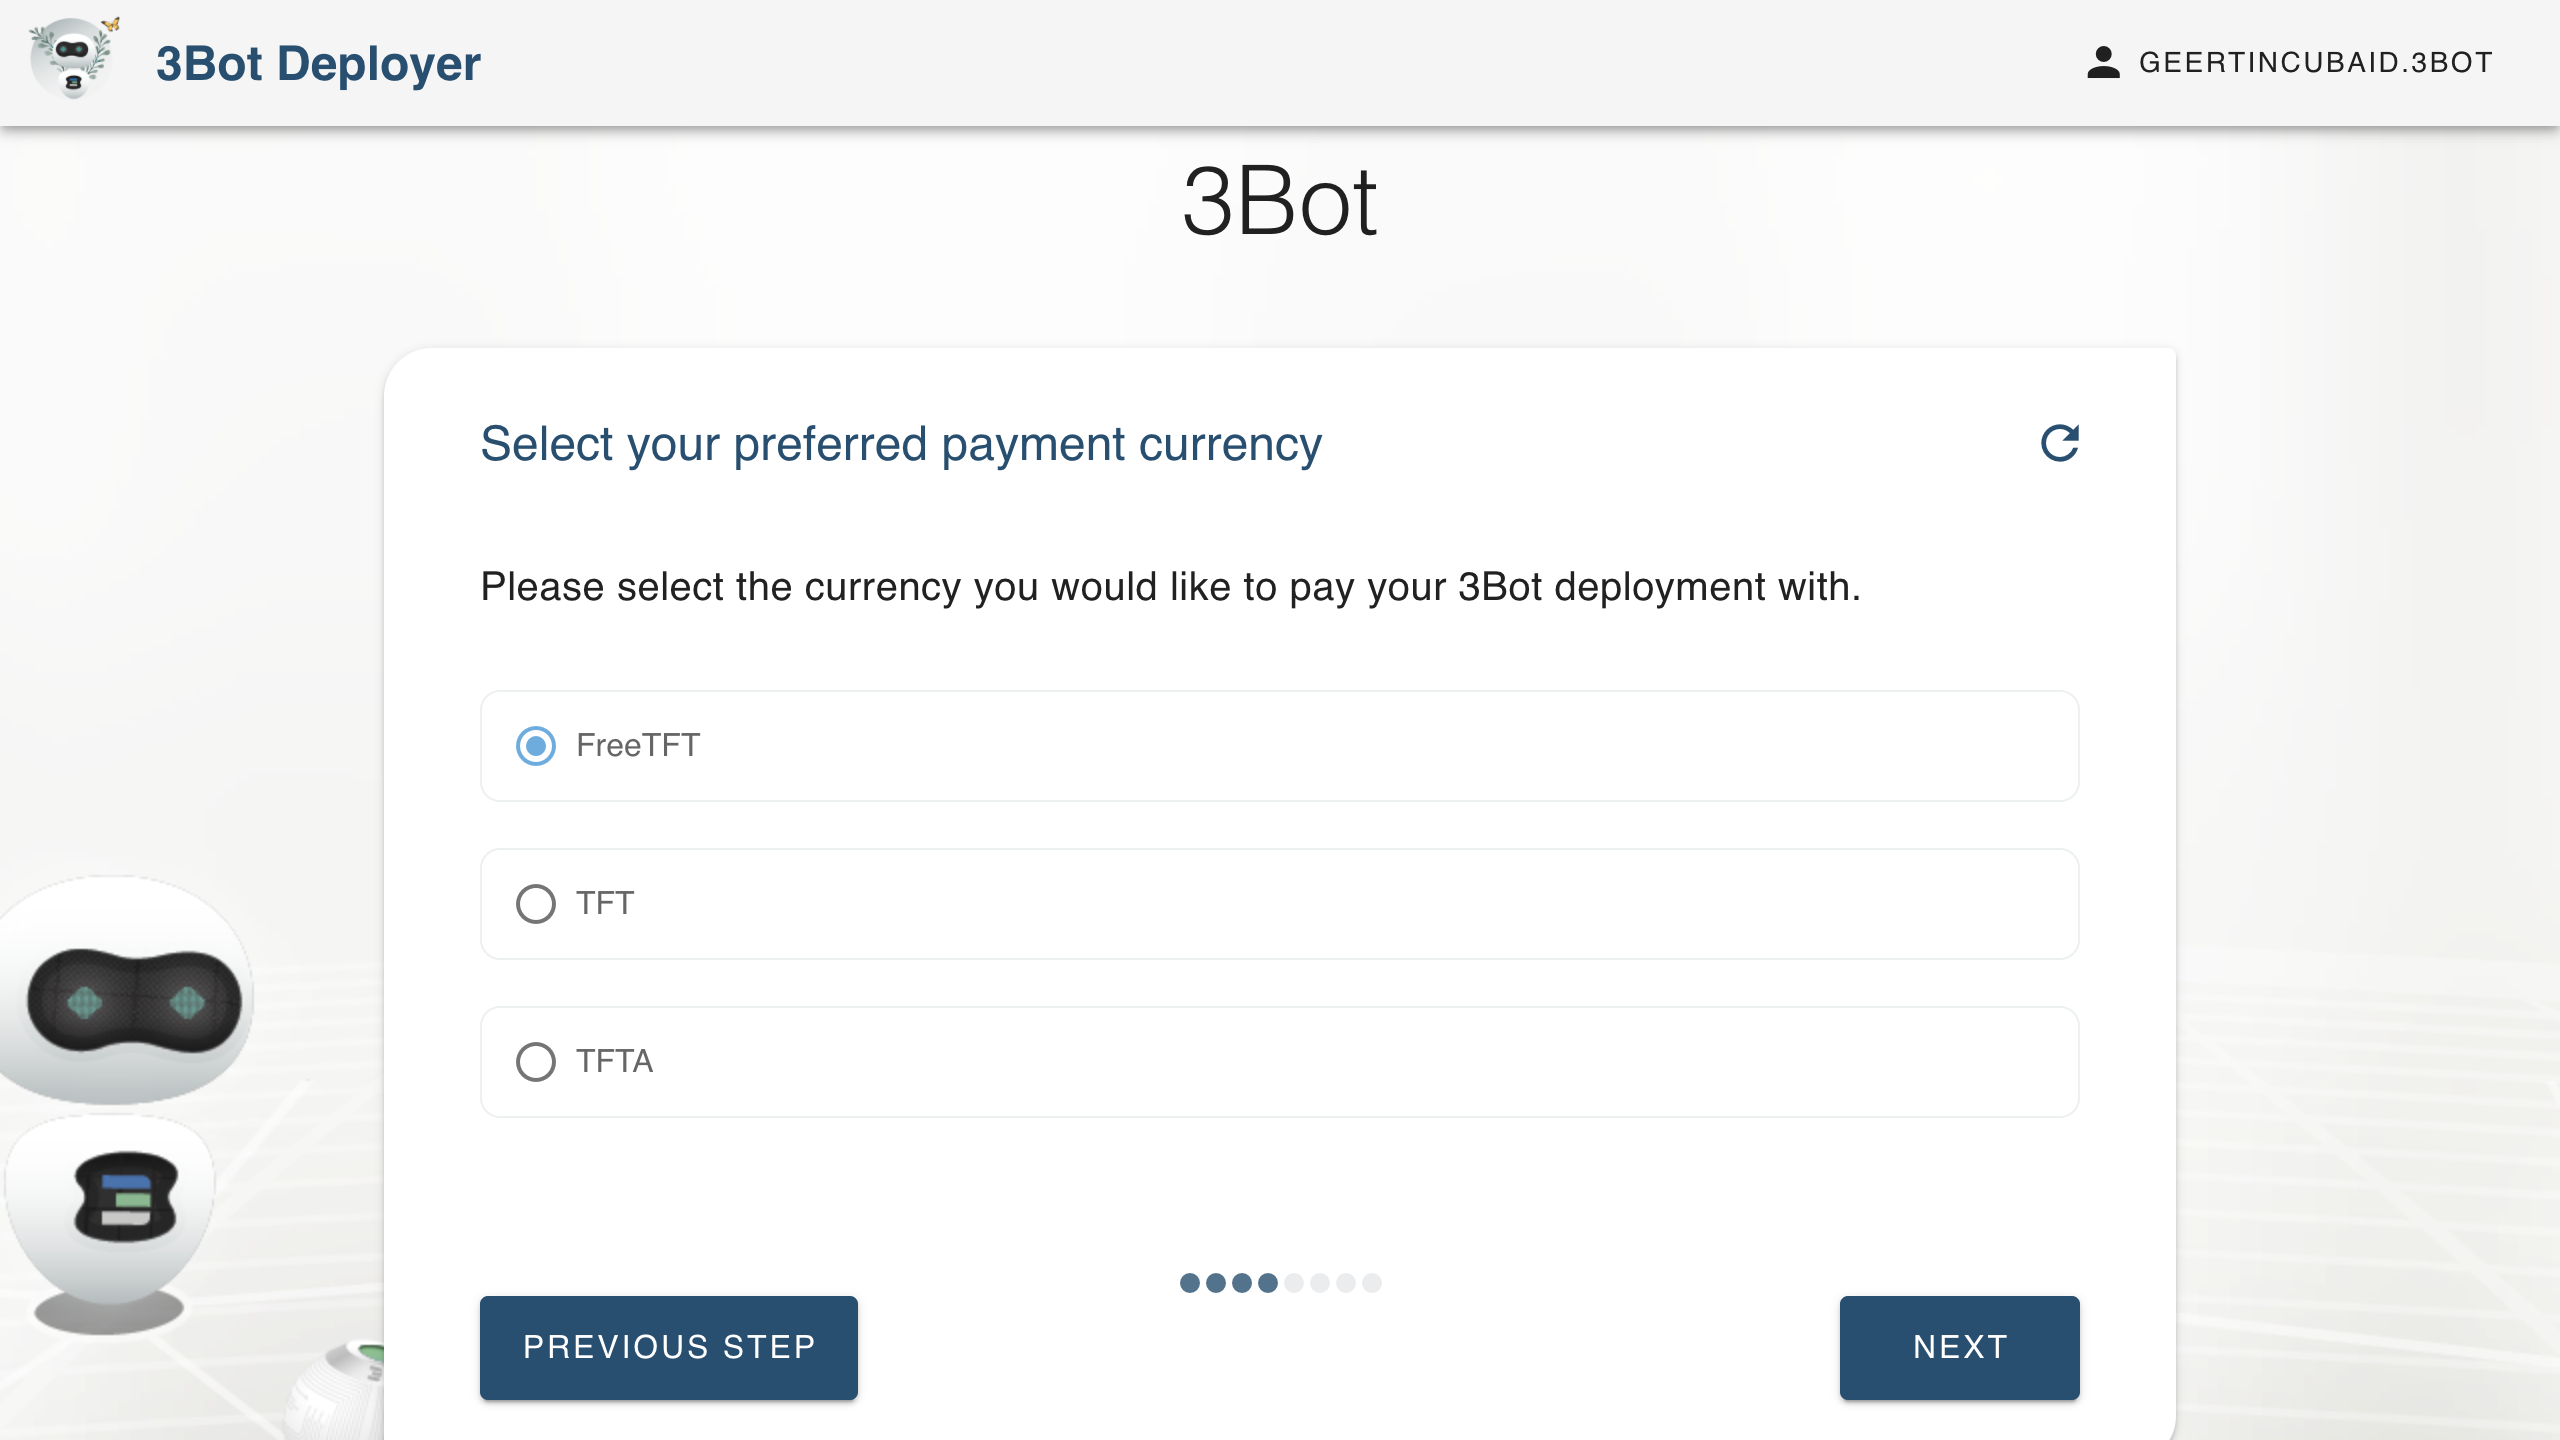 3Bot Deployer
GEERTINCUBAID.3BOT
3Bot
Select your preferred payment currency
Please select the currency you would like to pay your 3Bot deployment with.
FreeTFT
TFT
TFTA
PREVIOUS STEP
NEXT